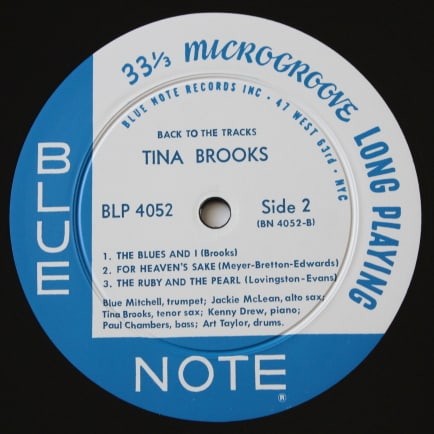 33⅓ MICROGROOVE LONG PLAYING
BLUE NOTE RECORDS INC • 47 WEST 63rd • NYC
BACK TO THE TRACKS
TINA BROOKS
BLP 4052
Side 2
(BN 4052-B)
1. THE BLUES AND I (Brooks)
2. FOR HEAVEN'S SAKE (Meyer-Bretton-Edwards)
3. THE RUBY AND THE PEARL (Lovingston-Evans)
Blue Mitchell, trumpet; Jackie McLean, alto sax;
Tina Brooks, tenor sax; Kenny Drew, piano;
Paul Chambers, bass; Art Taylor, drums.
BLUE
NOTE
®